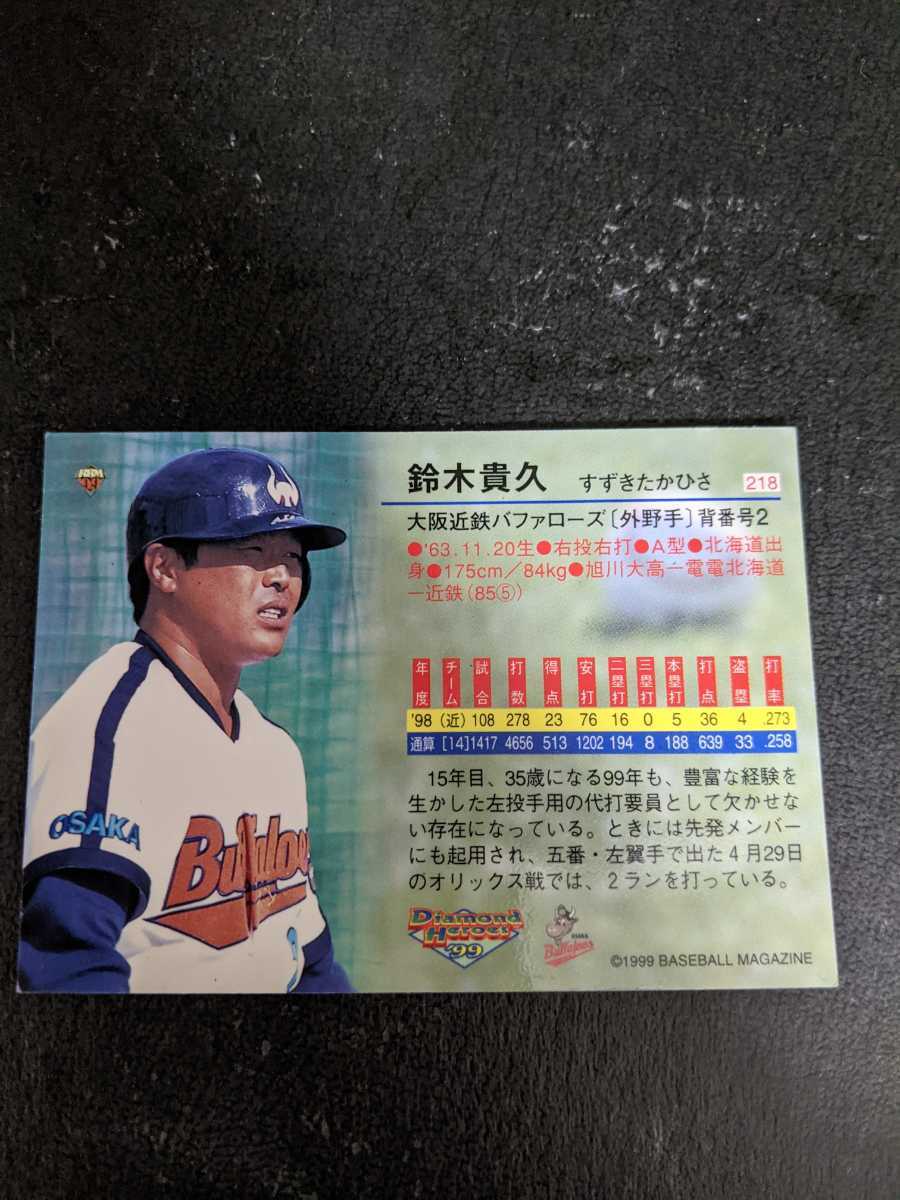 BBM
鈴木貴久 すずきたかひさ 218
大阪近鉄バファローズ〔外野手〕背番号2
●'63.11.20生●右投右打●A型●北海道出
身●175cm／84kg●旭川大高―電電北海道
―近鉄(85⑤)
年度 チーム 試合 打数 得点 安打 二塁打 三塁打 本塁打 打点 盗塁 打率
'98 (近) 108 278 23 76 16 0 5 36 4 .273
通算 [14] 1417 4656 513 1202 194 8 188 639 33 .258
15年目、35歳になる99年も、豊富な経験を
生かした左投手用の代打要員として欠かせない
存在になっている。ときには先発メンバー
にも起用され、五番・左翼手で出た4月29日
のオリックス戦では、2ランを打っている。
OSAKA
Buffaloes
Diamond
Heroes
'99
OSAKA
Buffaloes
©1999 BASEBALL MAGAZINE